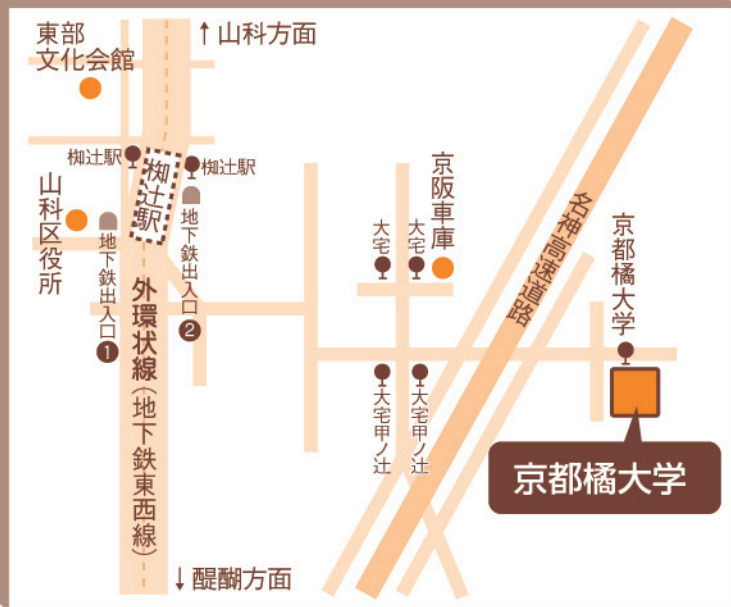 東部
文化会館
↑山科方面
椥辻駅
椥辻駅
椥辻駅
山科区役所
地下鉄出入口❶
地下鉄出入口❷
外環状線(地下鉄東西線)
↓醍醐方面
大宅
大宅
京阪車庫
大宅甲ノ辻
大宅甲ノ辻
名神高速道路
京都橘大学
京都橘大学